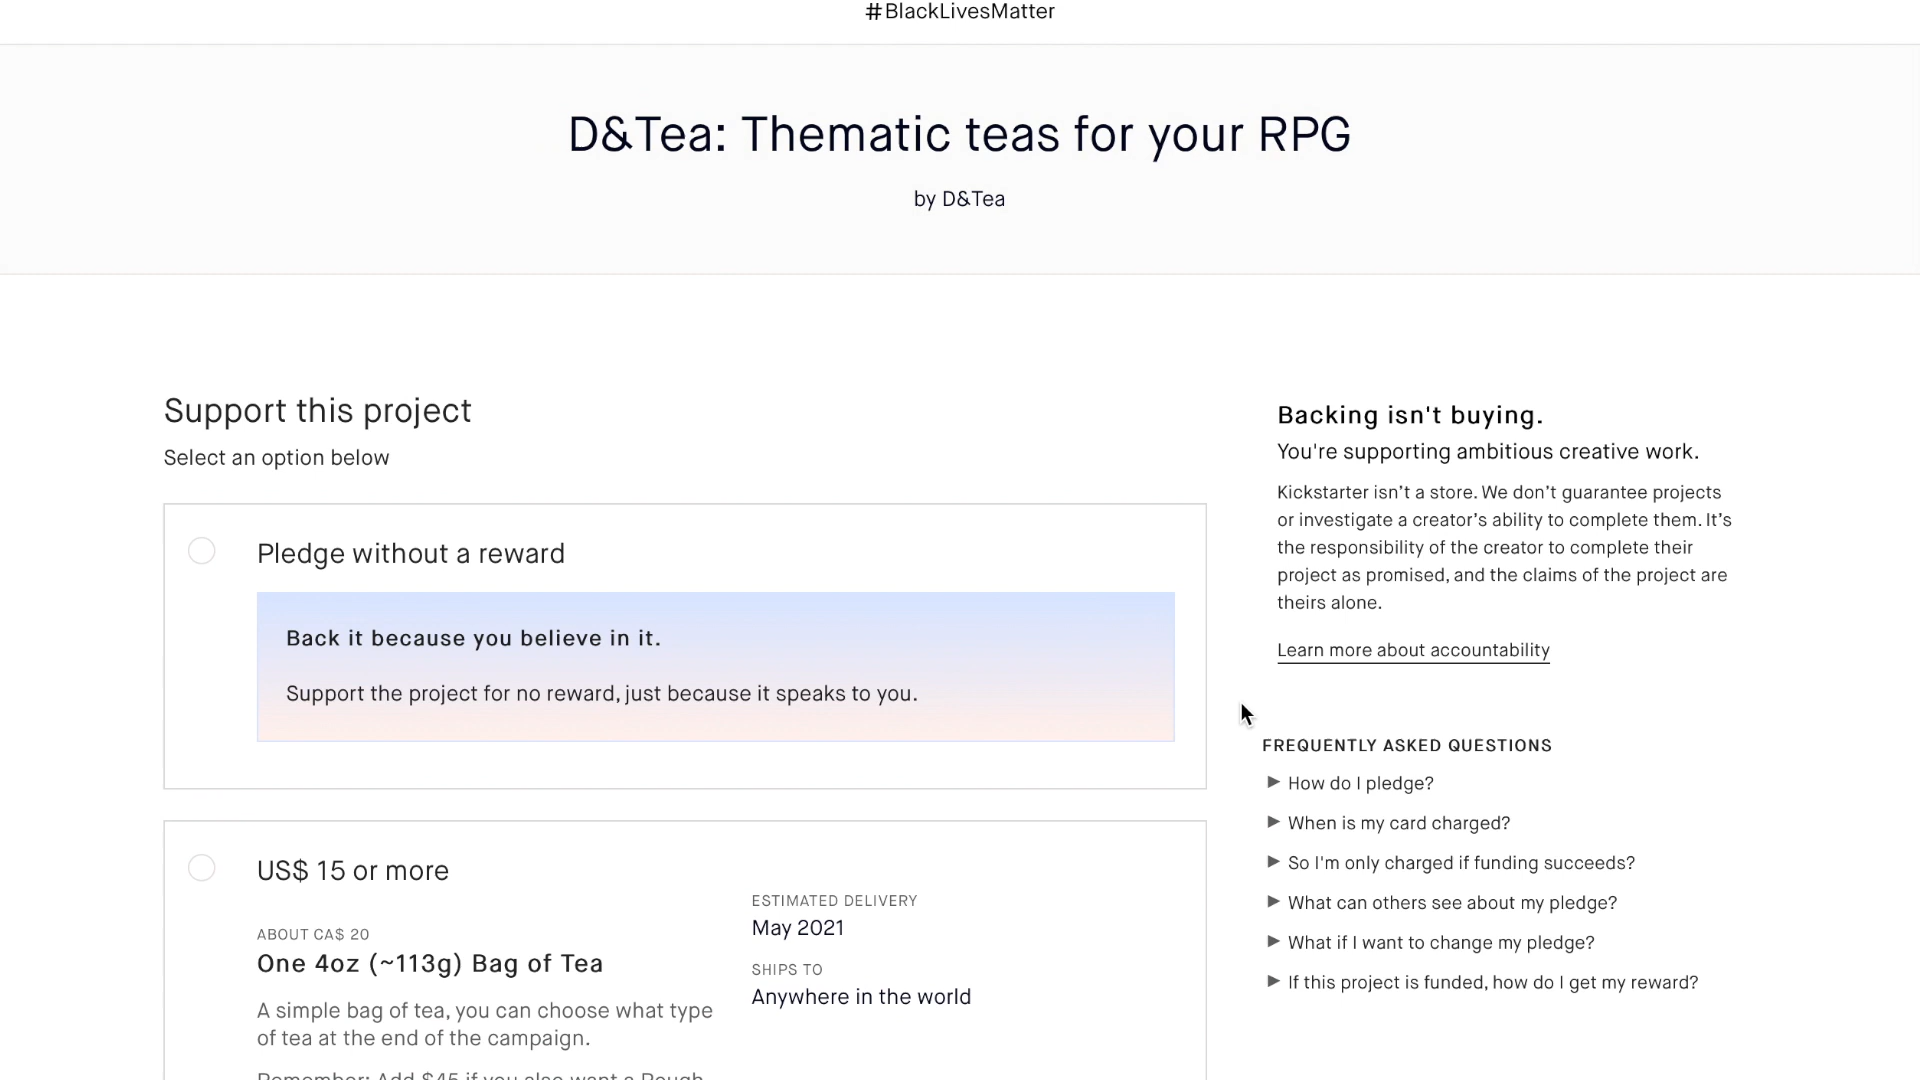 #BlackLivesMatter
D&Tea: Thematic teas for your RPG
by D&Tea
Support this project
Select an option below
Pledge without a reward
Back it because you believe in it.
Support the project for no reward, just because it speaks to you.
US$ 15 or more
ABOUT CA$ 20
One 4oz (~113g) Bag of Tea
A simple bag of tea, you can choose what type
of tea at the end of the campaign.
Remember: Add $45 if you also want a Rough
ESTIMATED DELIVERY
May 2021
SHIPS TO
Anywhere in the world
Backing isn't buying.
You're supporting ambitious creative work.
Kickstarter isn’t a store. We don’t guarantee projects
or investigate a creator’s ability to complete them. It’s
the responsibility of the creator to complete their
project as promised, and the claims of the project are
theirs alone.
Learn more about accountability
FREQUENTLY ASKED QUESTIONS
How do I pledge?
When is my card charged?
So I'm only charged if funding succeeds?
What can others see about my pledge?
What if I want to change my pledge?
If this project is funded, how do I get my reward?